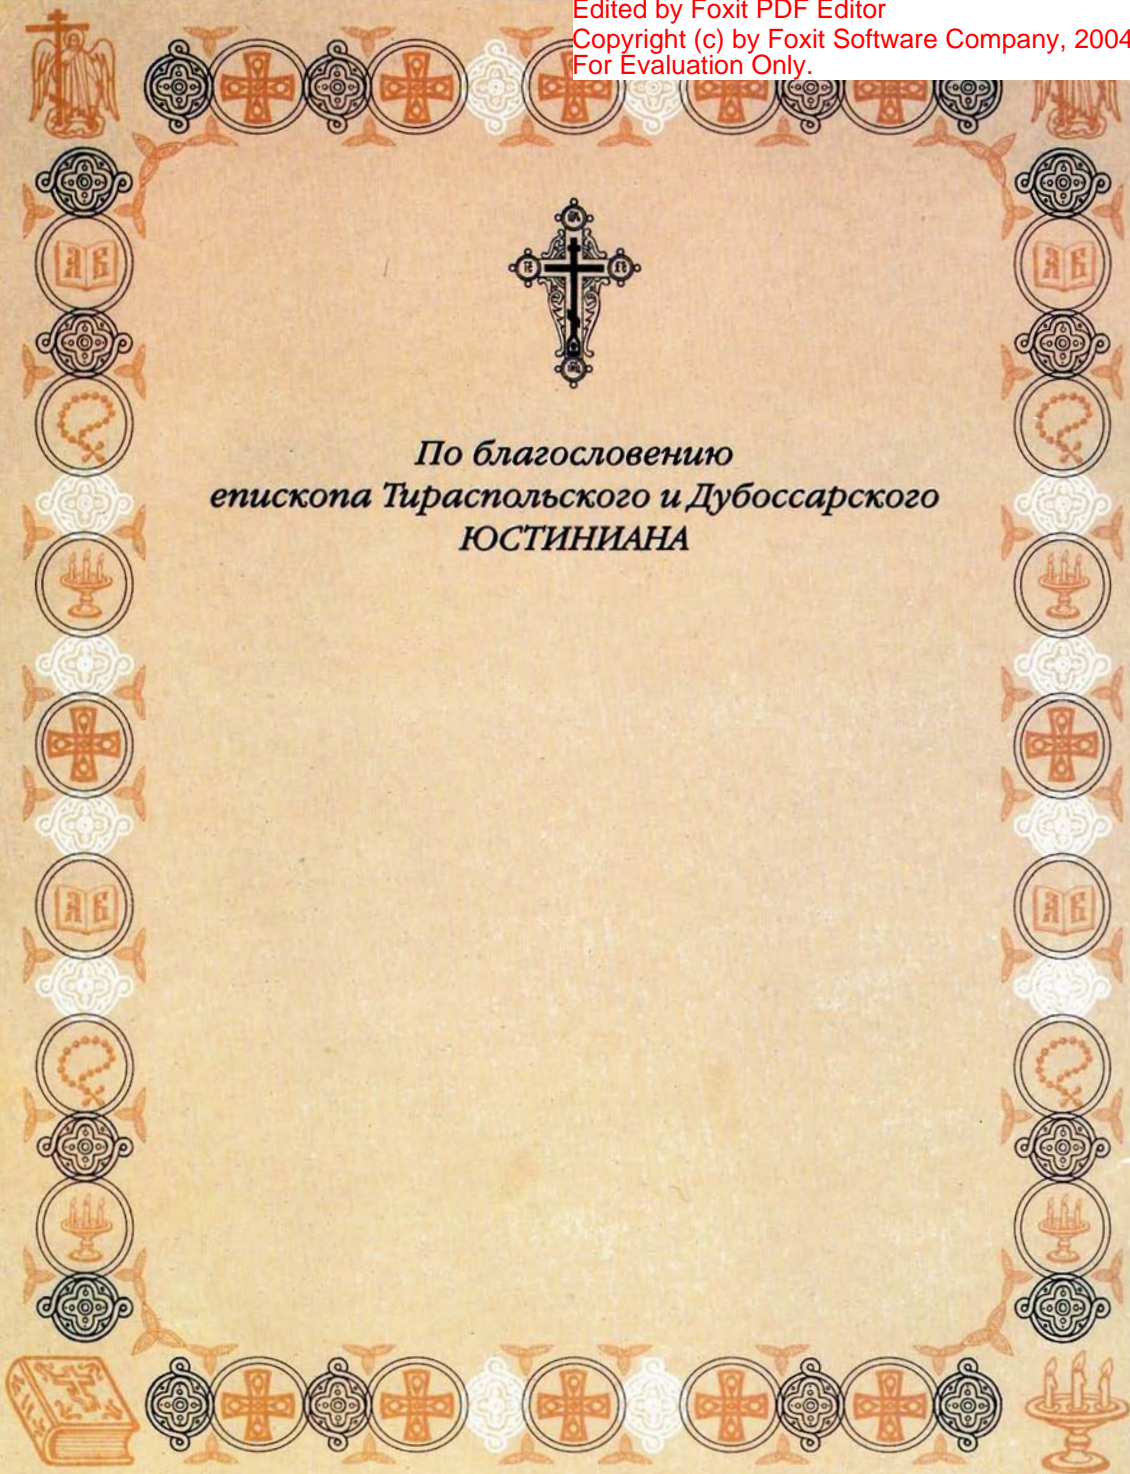 Edited by Foxit PDF Editor
Copyright (c) by Foxit Software Company, 2004
For Evaluation Only.
По благословению
епископа Тираспольского и Дубоссарского
ЮСТИНИАНА
А Б
А Б
А Б
А Б